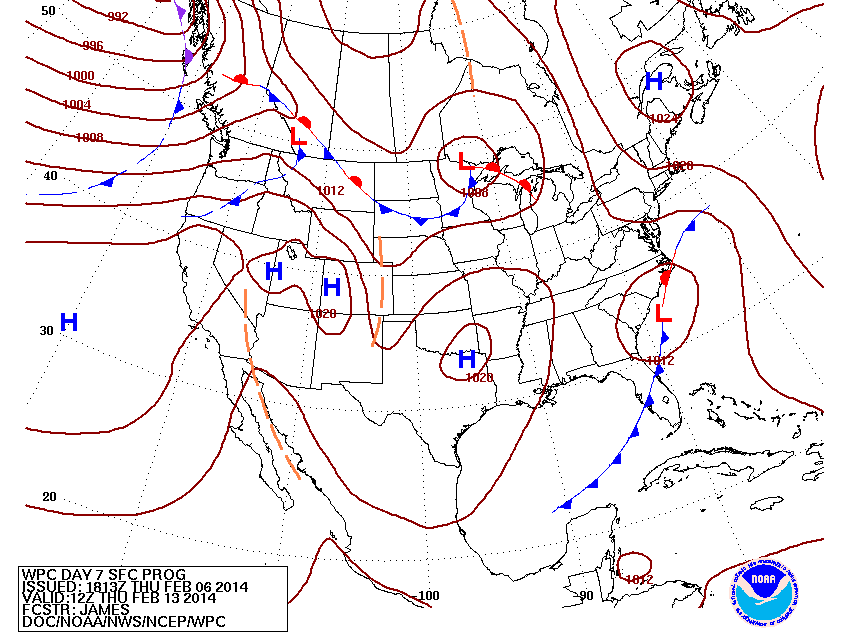 50
992
996
1000
1004
1008
40
1012
1008
1024
1028
H
L
L
H
H
H
1020
30
L
1012
H
1020
20
1012
100
90
WPC DAY 7 SFC PROG
ISSUED: 1813Z THU FEB 06 2014
VALID:12Z THU FEB 13 2014
FCSTR: JAMES
DOC/NOAA/NWS/NCEP/WPC
NOAA